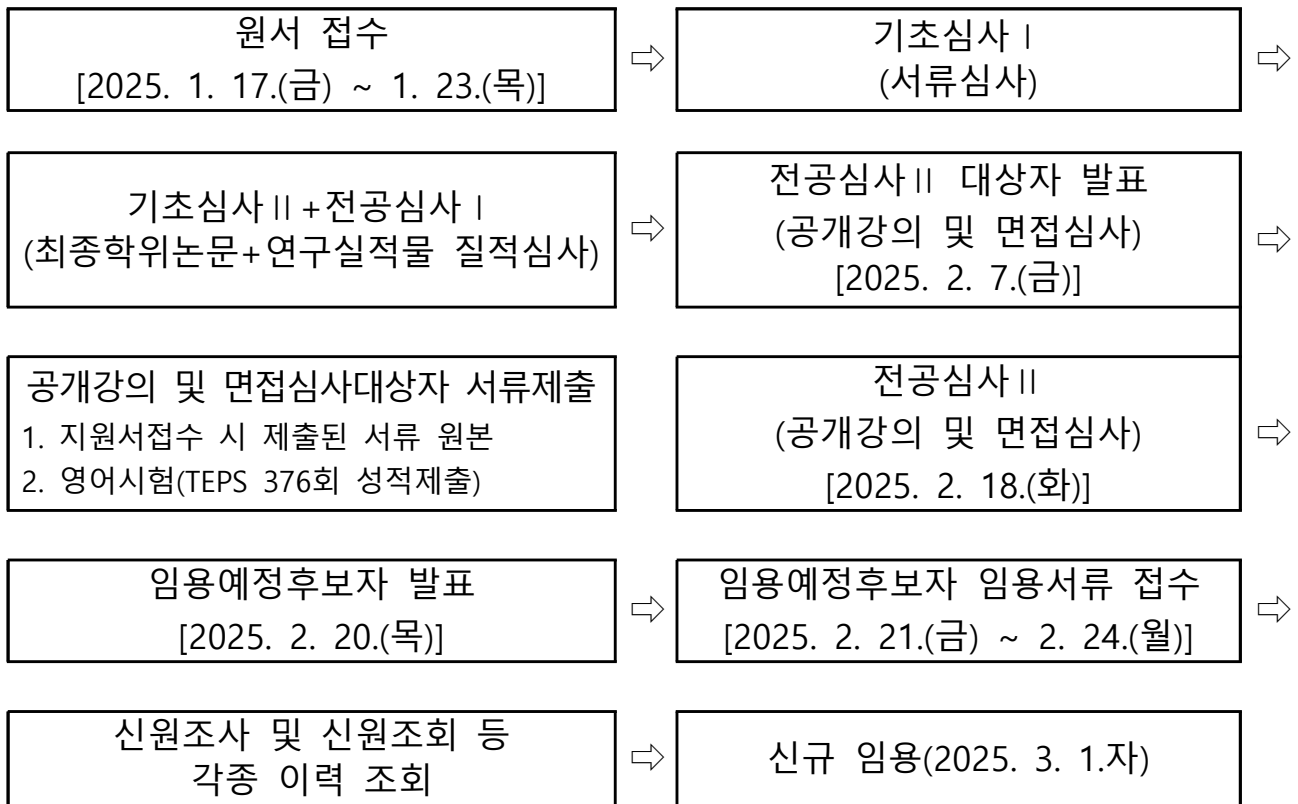 원서 접수
[2025. 1. 17.(금) ~ 1. 23.(목)]
⇨
기초심사Ⅰ
(서류심사)
⇨
기초심사Ⅱ+전공심사Ⅰ
(최종학위논문+연구실적물 질적심사)
⇨
전공심사Ⅱ 대상자 발표
(공개강의 및 면접심사)
[2025. 2. 7.(금)]
⇨
공개강의 및 면접심사대상자 서류제출
1. 지원서접수 시 제출된 서류 원본
2. 영어시험(TEPS 376회 성적제출)
전공심사Ⅱ
(공개강의 및 면접심사)
[2025. 2. 18.(화)]
⇨
임용예정후보자 발표
[2025. 2. 20.(목)]
⇨
임용예정후보자 임용서류 접수
[2025. 2. 21.(금) ~ 2. 24.(월)]
⇨
신원조사 및 신원조회 등
각종 이력 조회
⇨
신규 임용(2025. 3. 1.자)